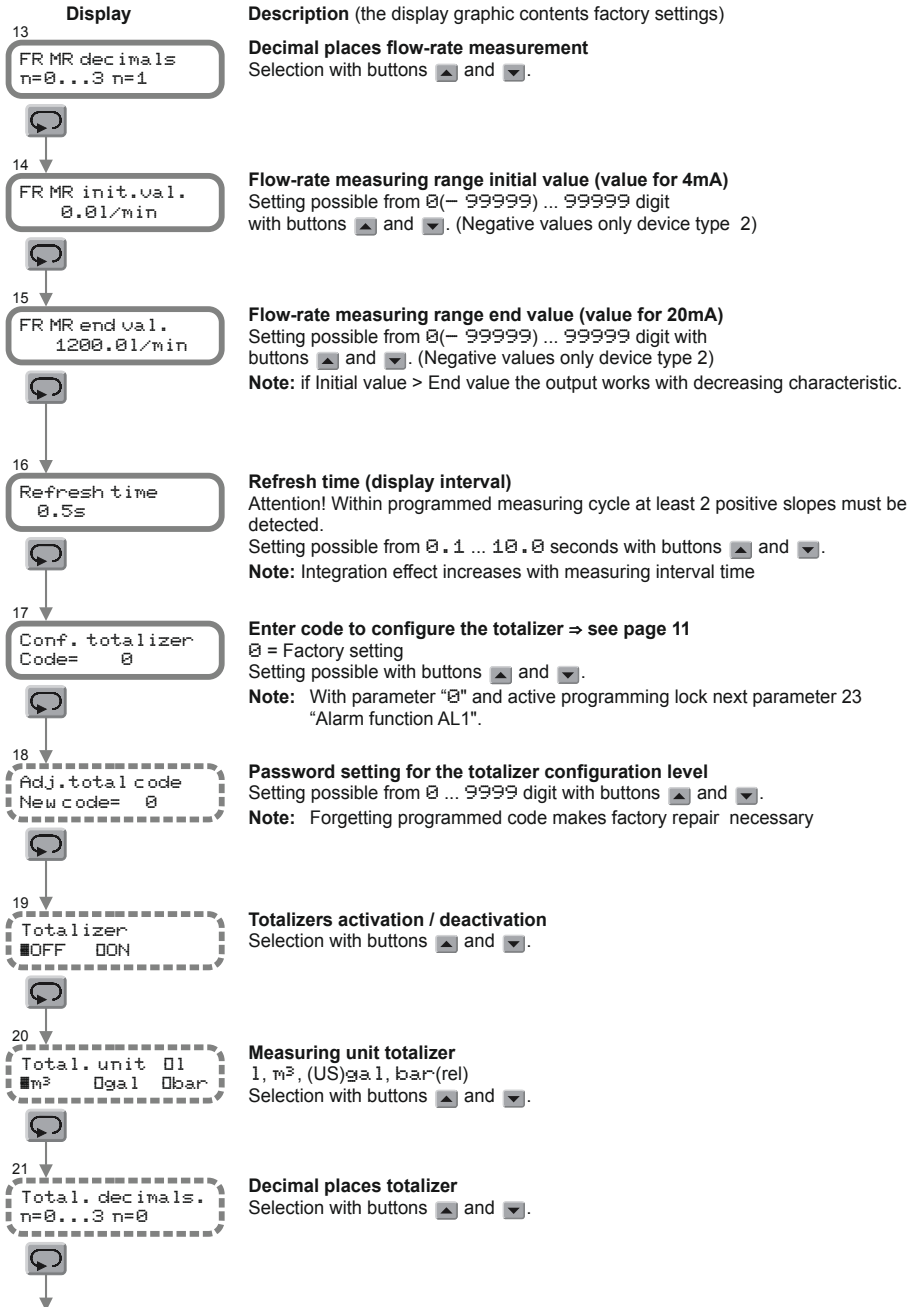 Display
Description (the display graphic contents factory settings)
13
FR MR decimals
n=0...3 n=1
Decimal places flow-rate measurement
Selection with buttons ▲ and ▼.
14
FR MR init.val.
0.0l/min
Flow-rate measuring range initial value (value for 4mA)
Setting possible from 0(– 99999) ... 99999 digit
with buttons ▲ and ▼. (Negative values only device type 2)
15
FR MR end val.
1200.0l/min
Flow-rate measuring range end value (value for 20mA)
Setting possible from 0(– 99999) ... 99999 digit with
buttons ▲ and ▼. (Negative values only device type 2)
Note: if Initial value > End value the output works with decreasing characteristic.
16
Refresh time
0.5s
Refresh time (display interval)
Attention! Within programmed measuring cycle at least 2 positive slopes must be
detected.
Setting possible from 0.1 ... 10.0 seconds with buttons ▲ and ▼.
Note: Integration effect increases with measuring interval time
17
Conf. totalizer
Code= 0
Enter code to configure the totalizer ⇒ see page 11
0 = Factory setting
Setting possible with buttons ▲ and ▼.
Note: With parameter “0" and active programming lock next parameter 23
“Alarm function AL1".
18
Adj.total code
New code= 0
Password setting for the totalizer configuration level
Setting possible from 0 ... 9999 digit with buttons ▲ and ▼.
Note: Forgetting programmed code makes factory repair necessary
19
Totalizer
■OFF □ON
Totalizers activation / deactivation
Selection with buttons ▲ and ▼.
20
Total. unit □l
■m³ □gal □bar
Measuring unit totalizer
l, m³, (US)gal, bar(rel)
Selection with buttons ▲ and ▼.
21
Total. decimals.
n=0...3 n=0
Decimal places totalizer
Selection with buttons ▲ and ▼.